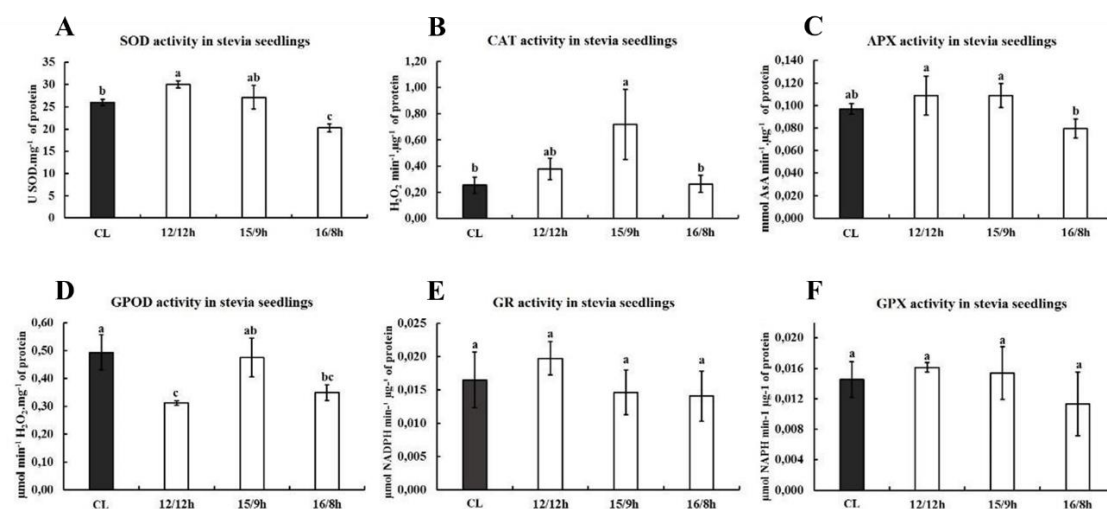 A
SOD activity in stevia seedlings
U SOD.mg⁻¹ of protein
35
30
25
20
15
10
5
0
b
a
ab
c
CL
12/12h
15/9h
16/8h
B
CAT activity in stevia seedlings
H₂O₂ min⁻¹.µg⁻¹ of protein
1,20
1,00
0,80
0,60
0,40
0,20
0,00
b
ab
a
b
CL
12/12h
15/9h
16/8h
C
APX activity in stevia seedlings
mmol AsA min⁻¹.µg⁻¹ of protein
0,140
0,120
0,100
0,080
0,060
0,040
0,020
0,000
ab
a
a
b
CL
12/12h
15/9h
16/8h
D
GPOD activity in stevia seedlings
µmol min⁻¹ H₂O₂.mg⁻¹ of protein
0,60
0,50
0,40
0,30
0,20
0,10
0,00
a
c
ab
bc
CL
12/12h
15/9h
16/8h
E
GR activity in stevia seedlings
µmol NADPH min-¹ µg-¹ of protein
0,025
0,020
0,015
0,010
0,005
0,000
a
a
a
a
CL
12/12h
15/9h
16/8h
F
GPX activity in stevia seedlings
µmol NAPH min-1 µg-1 of protein
0,020
0,016
0,012
0,008
0,004
0,000
a
a
a
a
CL
12/12h
15/9h
16/8h